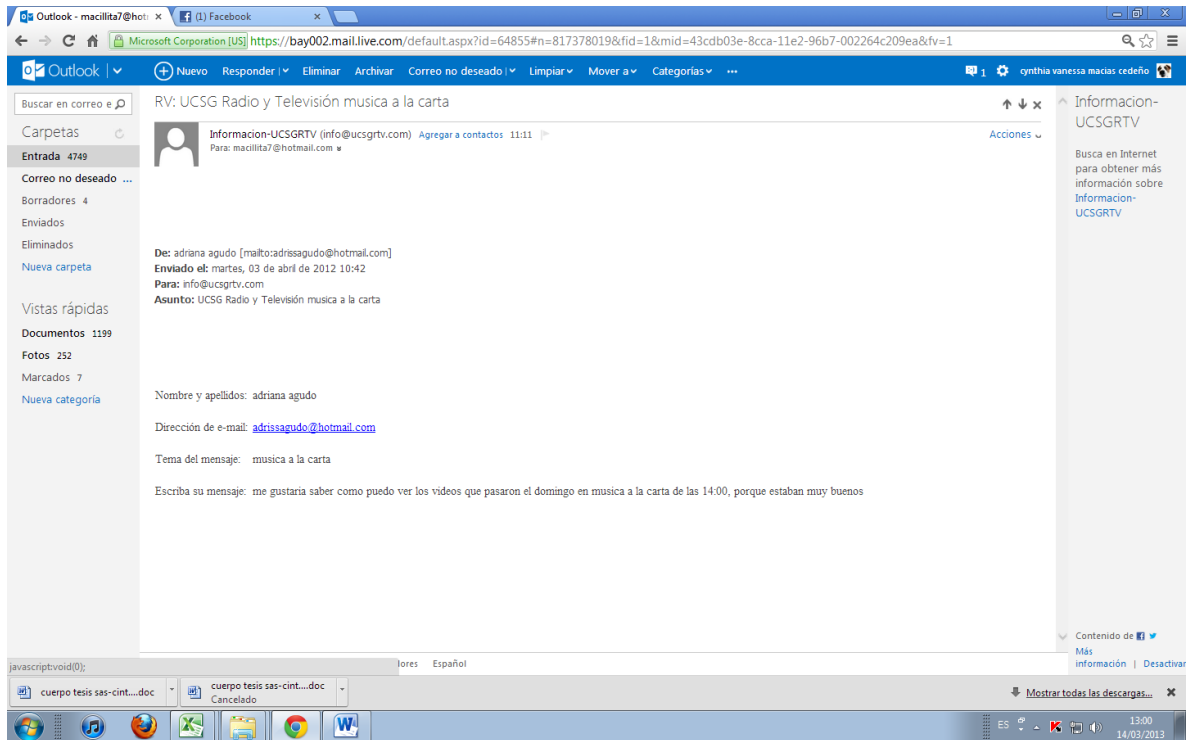 Outlook - macillita7@hotm
(1) Facebook
Microsoft Corporation [US] https://bay002.mail.live.com/default.aspx?id=64855#n=817378019&fid=1&mid=43cdb03e-8cca-11e2-96b7-002264c209ea&fv=1
Outlook
Nuevo Responder Eliminar Archivar Correo no deseado Limpiar Mover a Categorías ···
1 cynthia vanessa macias cedeño
Buscar en correo e
Carpetas
Entrada 4749
Correo no deseado ...
Borradores 4
Enviados
Eliminados
Nueva carpeta
Vistas rápidas
Documentos 1199
Fotos 252
Marcados 7
Nueva categoría
RV: UCSG Radio y Televisión musica a la carta
Informacion-UCSGRTV (info@ucsgrtv.com) Agregar a contactos 11:11
Para: macillita7@hotmail.com
Acciones
De: adriana agudo [mailto:adrissagudo@hotmail.com]
Enviado el: martes, 03 de abril de 2012 10:42
Para: info@ucsgrtv.com
Asunto: UCSG Radio y Televisión musica a la carta
Nombre y apellidos: adriana agudo
Dirección de e-mail: adrissagudo@hotmail.com
Tema del mensaje: musica a la carta
Escriba su mensaje: me gustaria saber como puedo ver los videos que pasaron el domingo en musica a la carta de las 14:00, porque estaban muy buenos
Informacion-
UCSGRTV
Busca en Internet
para obtener más
información sobre
Informacion-
UCSGRTV
Contenido de
Más
información | Desactivar
javascript:void(0);
lores Español
cuerpo tesis sas-cint....doc
cuerpo tesis sas-cint....doc
Cancelado
Mostrar todas las descargas...
ES
13:00
14/03/2013